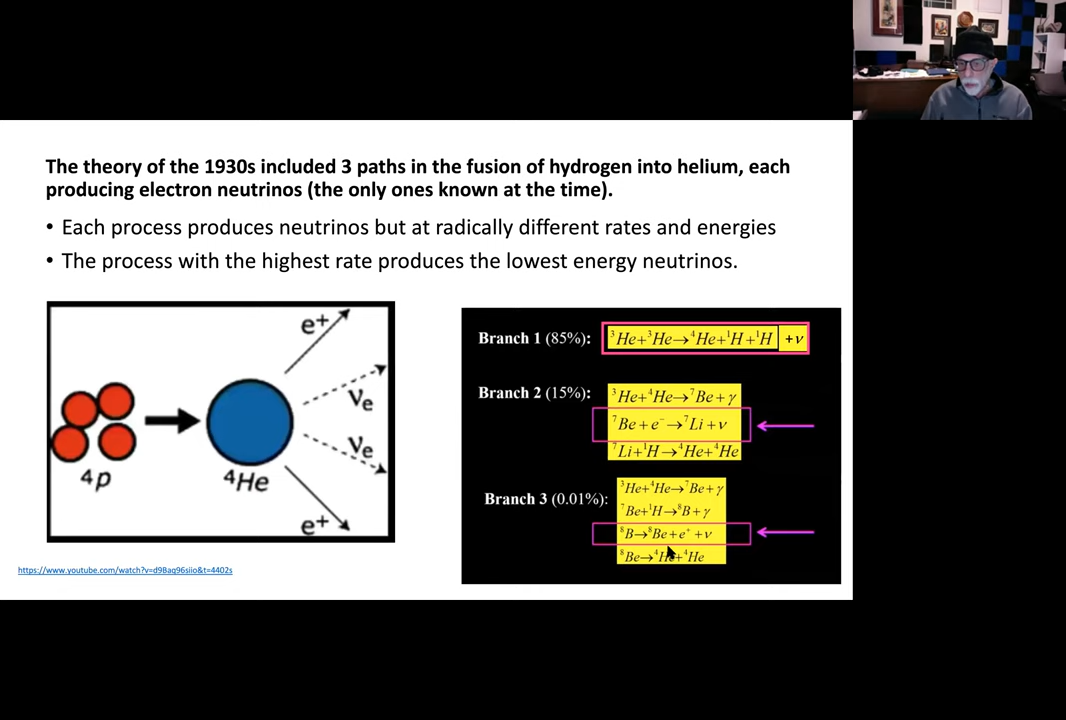 The theory of the 1930s included 3 paths in the fusion of hydrogen into helium, each
producing electron neutrinos (the only ones known at the time).
• Each process produces neutrinos but at radically different rates and energies
• The process with the highest rate produces the lowest energy neutrinos.
e⁺
νₑ
νₑ
e⁺
4p
⁴He
https://www.youtube.com/watch?v=d9Baq96siio&t=4402s
Branch 1 (85%): ³He+³He→⁴He+¹H+¹H +ν
Branch 2 (15%): ³He+⁴He→⁷Be+γ
⁷Be+e⁻→⁷Li+ν
⁷Li+¹H→⁴He+⁴He
Branch 3 (0.01%): ³He+⁴He→⁷Be+γ
⁷Be+¹H→⁸B+γ
⁸B→⁸Be+e⁺+ν
⁸Be→⁴He+⁴He